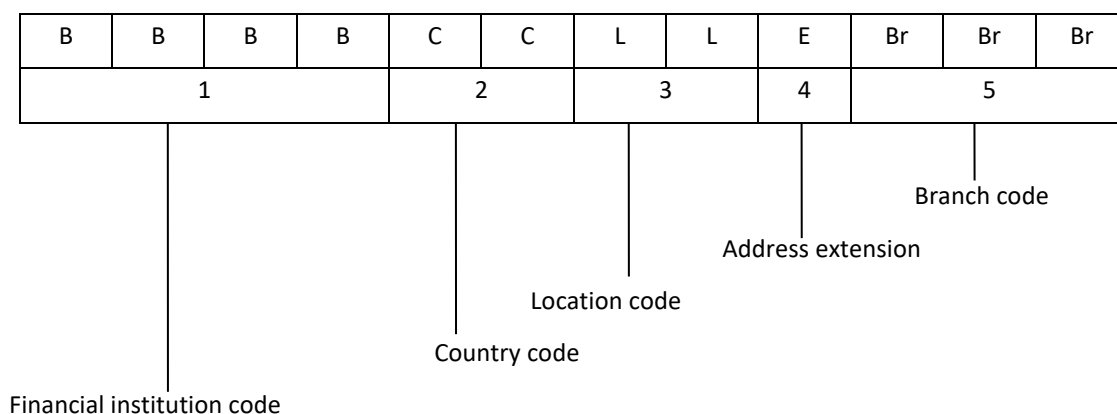 B B B B C C L L E Br Br Br
1 2 3 4 5
Branch code
Address extension
Location code
Country code
Financial institution code